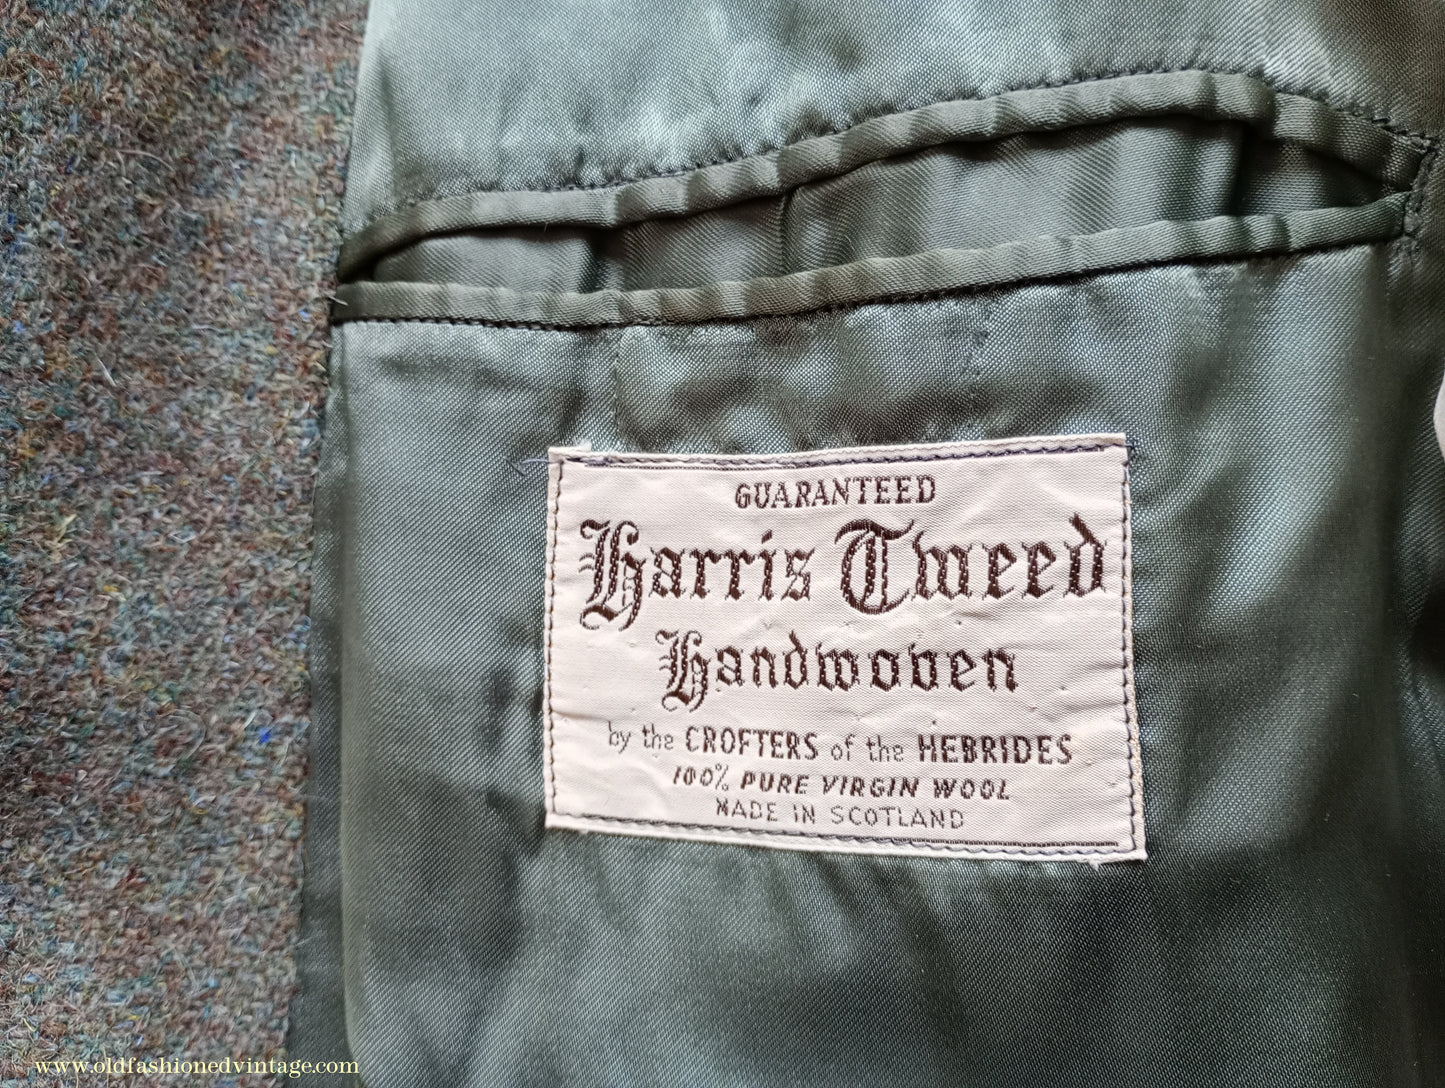 GUARANTEED
Harris Tweed
Handwoven
by the CROFTERS of the HEBRIDES
100% PURE VIRGIN WOOL
MADE IN SCOTLAND
www.oldfashionedvintage.com